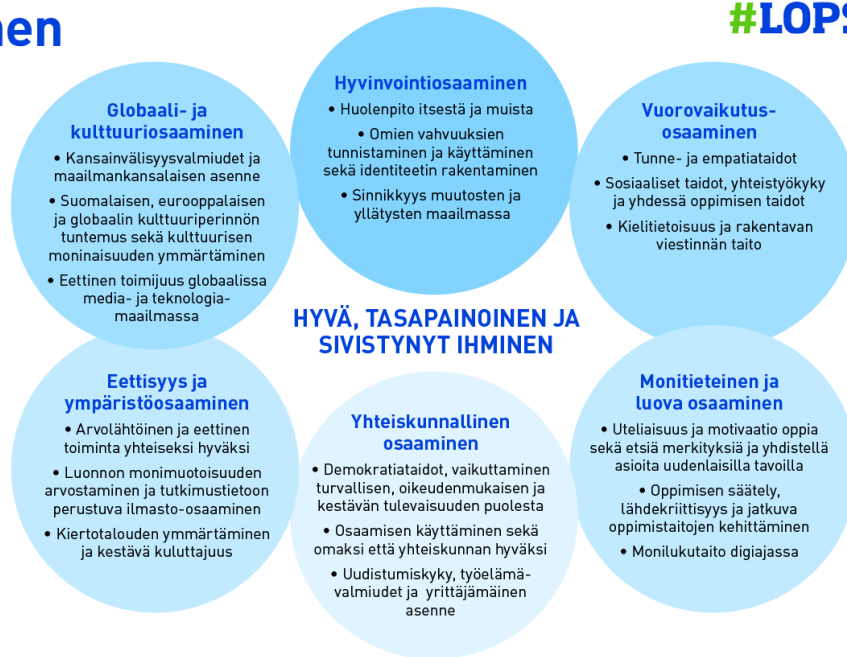 nen
#LOPS
Hyvinvointiosaaminen
• Huolenpito itsestä ja muista
• Omien vahvuuksien
tunnistaminen ja käyttäminen
sekä identiteetin rakentaminen
• Sinnikkyys muutosten ja
yllätysten maailmassa
Globaali- ja
kulttuuriosaaminen
• Kansainvälisyysvalmiudet ja
maailmankansalaisen asenne
• Suomalaisen, eurooppalaisen
ja globaalin kulttuuriperinnön
tuntemus sekä kulttuurisen
moninaisuuden ymmärtäminen
• Eettinen toimijuus globaalissa
media- ja teknologia-
maailmassa
Vuorovaikutus-
osaaminen
• Tunne- ja empatiataidot
• Sosiaaliset taidot, yhteistyökyky
ja yhdessä oppimisen taidot
• Kielitietoisuus ja rakentavan
viestinnän taito
HYVÄ, TASAPAINOINEN JA
SIVISTYNYT IHMINEN
Eettisyys ja
ympäristöosaaminen
• Arvolähtöinen ja eettinen
toiminta yhteiseksi hyväksi
• Luonnon monimuotoisuuden
arvostaminen ja tutkimustietoon
perustuva ilmasto-osaaminen
• Kiertotalouden ymmärtäminen
ja kestävä kuluttajuus
Yhteiskunnallinen
osaaminen
• Demokratiataidot, vaikuttaminen
turvallisen, oikeudenmukaisen ja
kestävän tulevaisuuden puolesta
• Osaamisen käyttäminen sekä
omaksi että yhteiskunnan hyväksi
• Uudistumiskyky, työelämä-
valmiudet ja yrittäjämäinen
asenne
Monitieteinen ja
luova osaaminen
• Uteliaisuus ja motivaatio oppia
sekä etsiä merkityksiä ja yhdistellä
asioita uudenlaisilla tavoilla
• Oppimisen säätely,
lähdekriittisyys ja jatkuva
oppimistaitojen kehittäminen
• Monilukutaito digiajassa